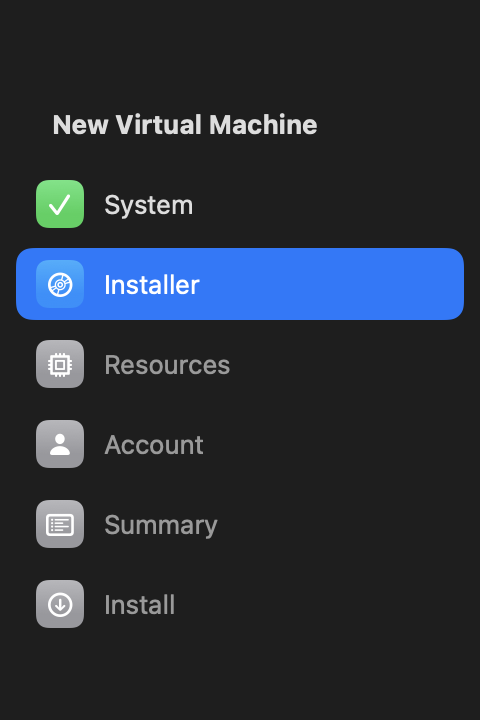 New Virtual Machine
System
Installer
Resources
Account
Summary
Install